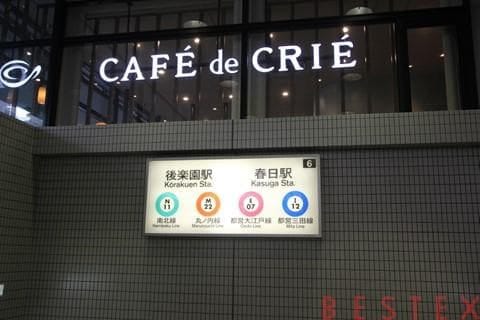 CAFÉ de CRIÉ
6
後楽園駅 春日駅
Korakuen Sta. Kasuga Sta.
N M E I
11 22 07 12
南北線 丸ノ内線 都営大江戸線 都営三田線
Namboku Line Marunouchi Line Oedo Line Mita Line
BESTEX